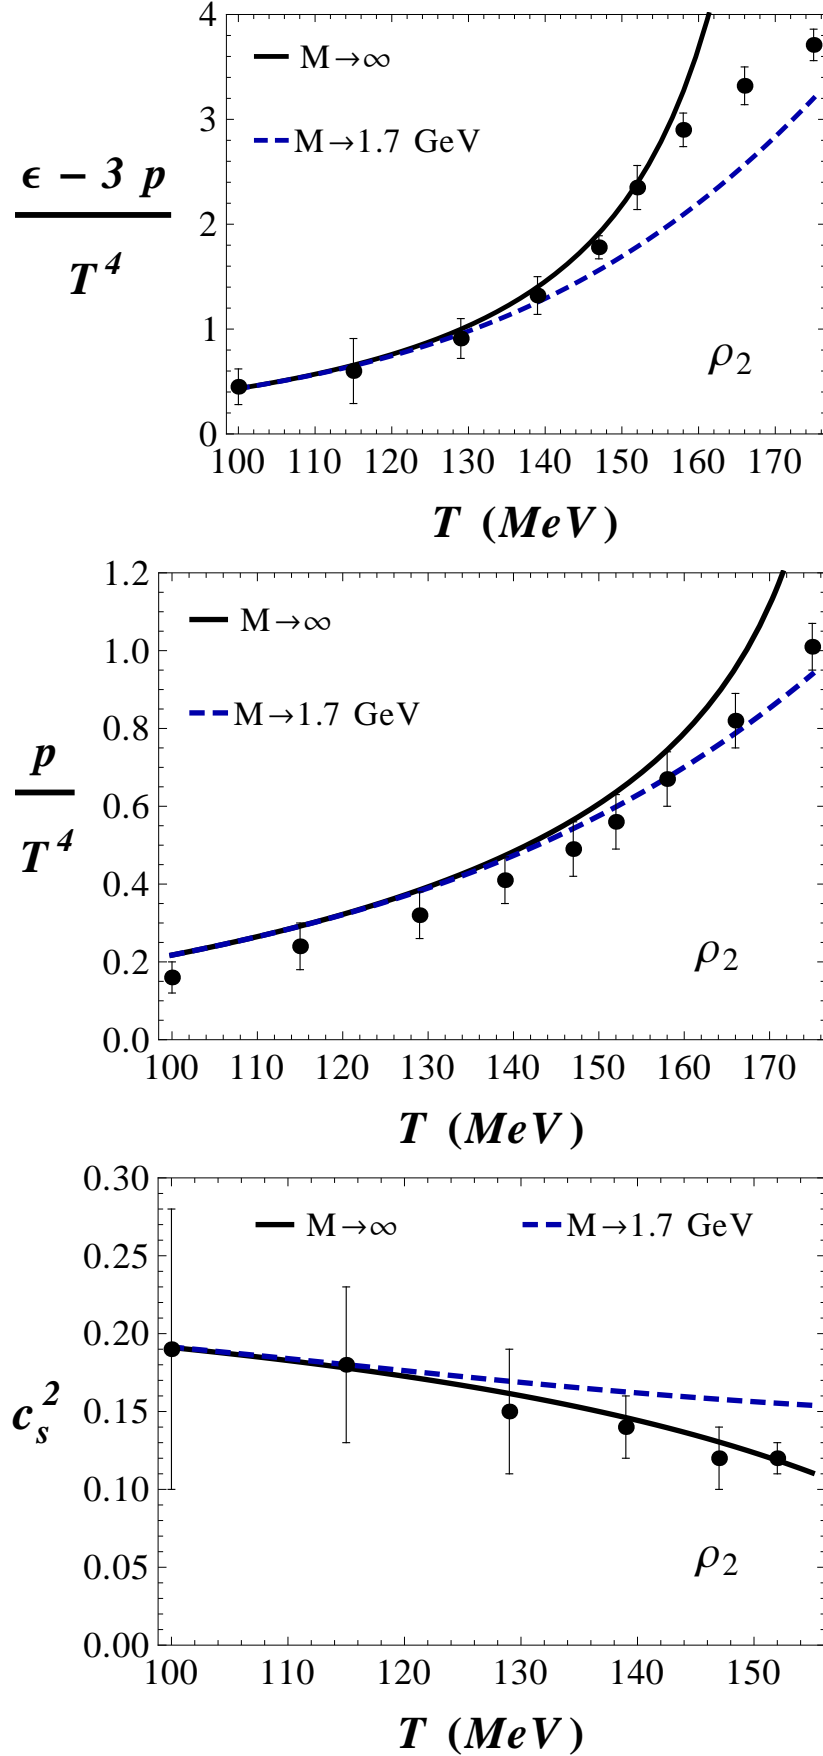 4
M→∞
3
M→1.7 GeV
ϵ − 3 p
T⁴
2
1
ρ₂
0
100 110 120 130 140 150 160 170
T (MeV)
1.2
M→∞
1.0
M→1.7 GeV
0.8
p
T⁴
0.6
0.4
ρ₂
0.2
0.0
100 110 120 130 140 150 160 170
T (MeV)
0.30
M→∞ M→1.7 GeV
0.25
0.20
0.15
cₛ²
0.10
0.05
ρ₂
0.00
100 110 120 130 140 150
T (MeV)